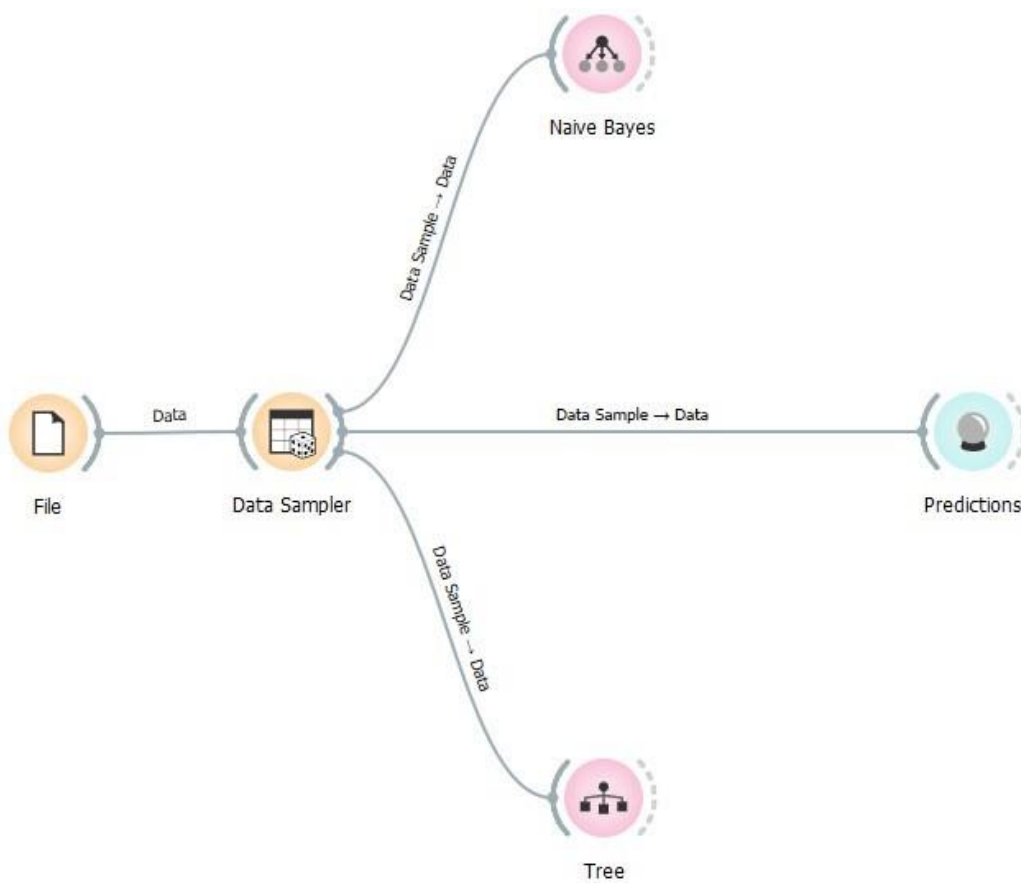 Naive Bayes
Data Sample → Data
Data
Data Sample → Data
File
Data Sampler
Predictions
Data Sample → Data
Tree